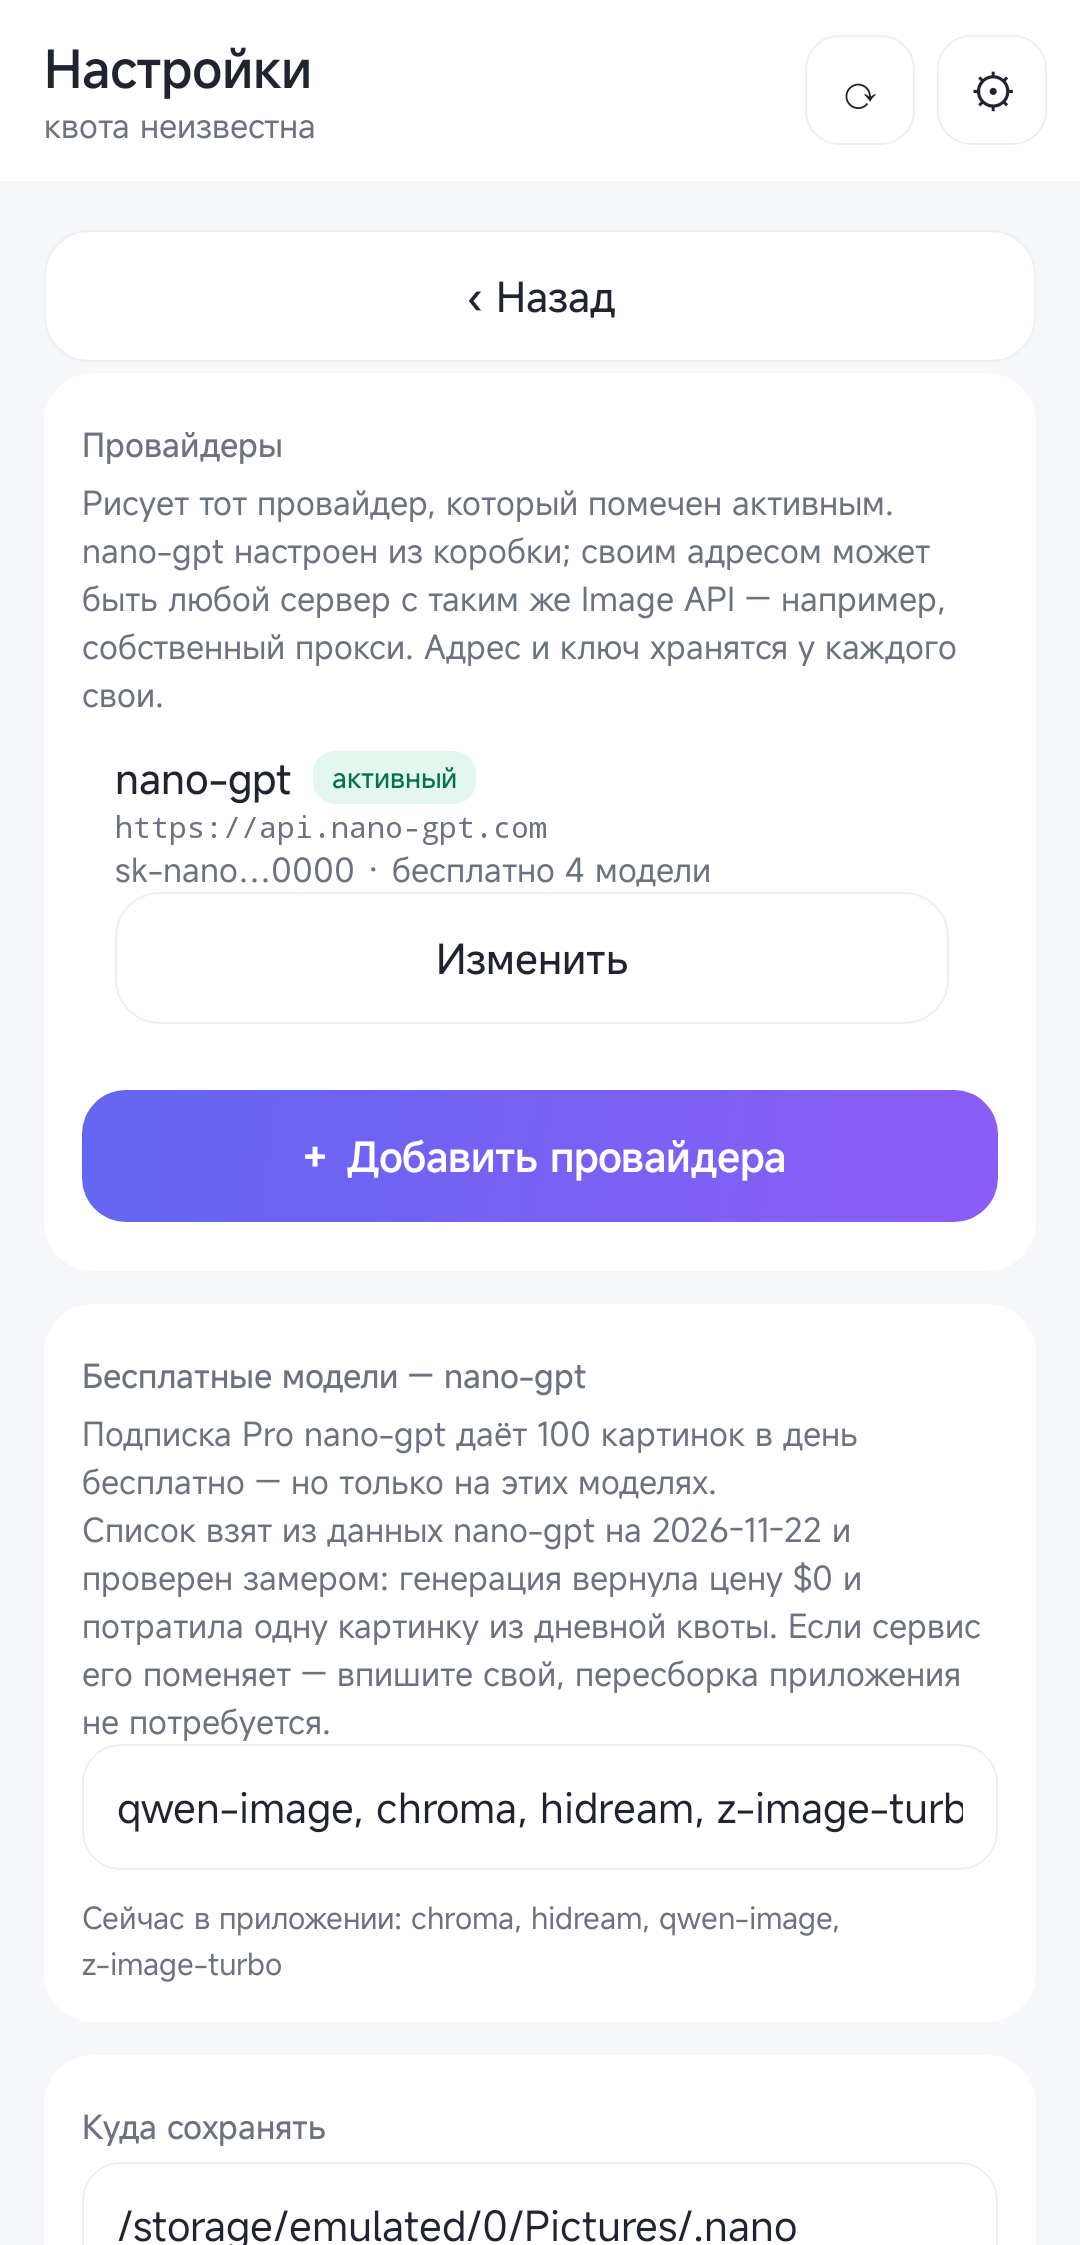 Настройки
квота неизвестна
‹ Назад
Провайдеры
Рисует тот провайдер, который помечен активным.
nano-gpt настроен из коробки; своим адресом может
быть любой сервер с таким же Image API — например,
собственный прокси. Адрес и ключ хранятся у каждого
свои.
nano-gpt активный
https://api.nano-gpt.com
sk-nano…0000 · бесплатно 4 модели
Изменить
+ Добавить провайдера
Бесплатные модели — nano-gpt
Подписка Pro nano-gpt даёт 100 картинок в день
бесплатно — но только на этих моделях.
Список взят из данных nano-gpt на 2026-11-22 и
проверен замером: генерация вернула цену $0 и
потратила одну картинку из дневной квоты. Если сервис
его поменяет — впишите свой, пересборка приложения
не потребуется.
qwen-image, chroma, hidream, z-image-turb
Сейчас в приложении: chroma, hidream, qwen-image,
z-image-turbo
Куда сохранять
/storage/emulated/0/Pictures/.nano